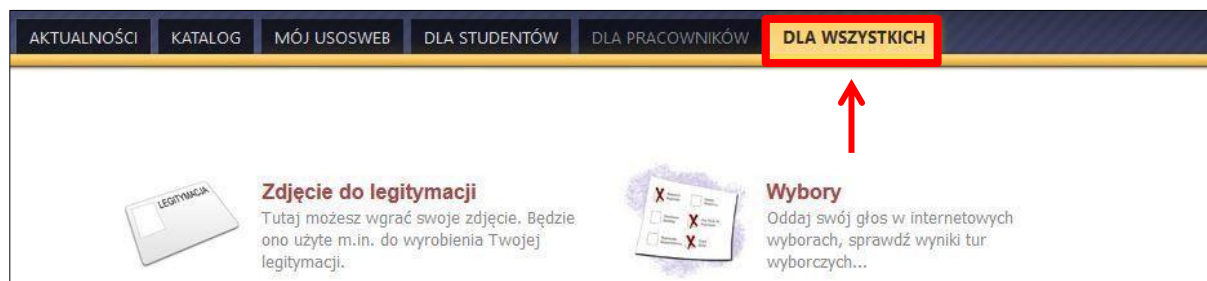 AKTUALNOŚCI KATALOG MÓJ USOSWEB DLA STUDENTÓW DLA PRACOWNIKÓW DLA WSZYSTKICH
LEGITYMACJA
Zdjęcie do legitymacji
Tutaj możesz wgrać swoje zdjęcie. Będzie
ono użyte m.in. do wyrobienia Twojej
legitymacji.
Wybory
Oddaj swój głos w internetowych
wyborach, sprawdź wyniki tur
wyborczych...